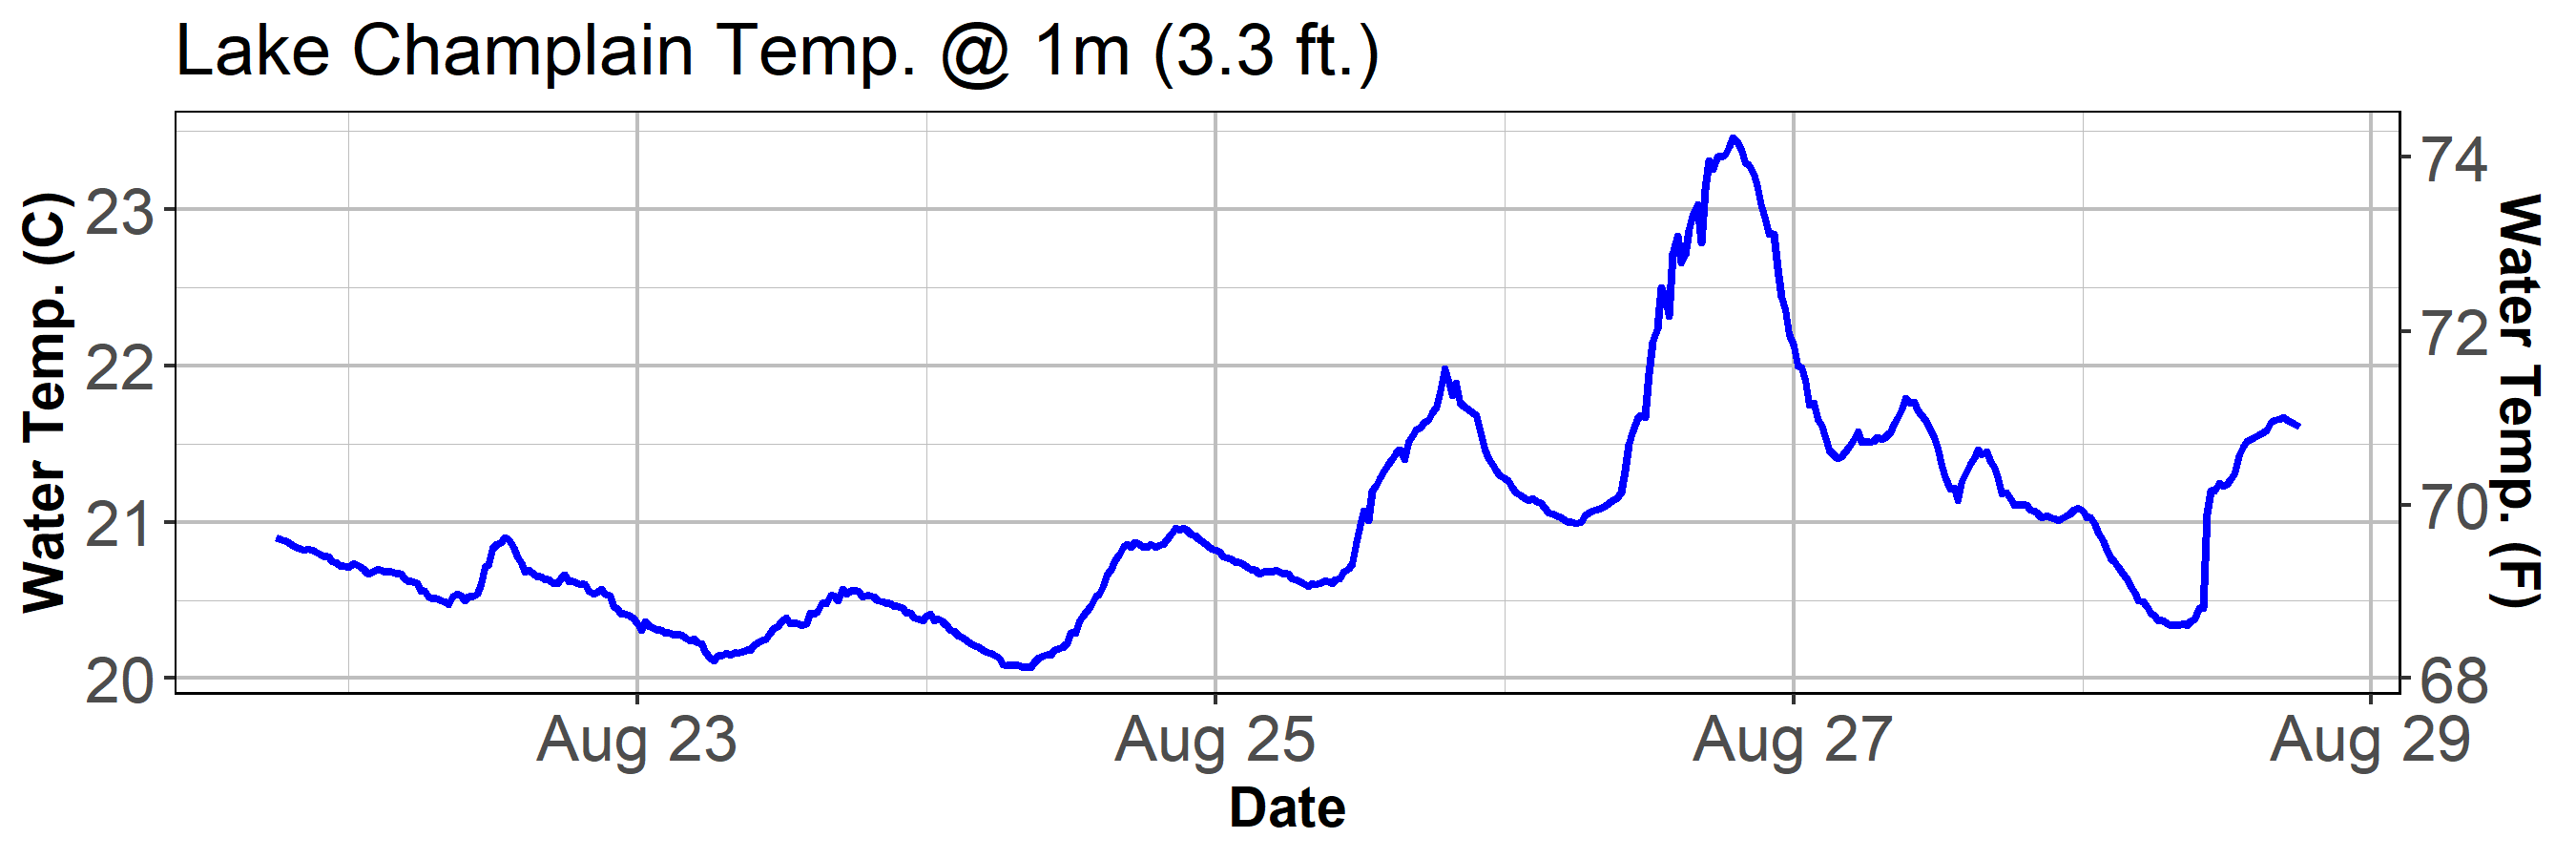 Lake Champlain Temp. @ 1m (3.3 ft.)
Water Temp. (C)
23
22
21
20
74
72
70
68
Water Temp. (F)
Aug 23 Aug 25 Aug 27 Aug 29
Date